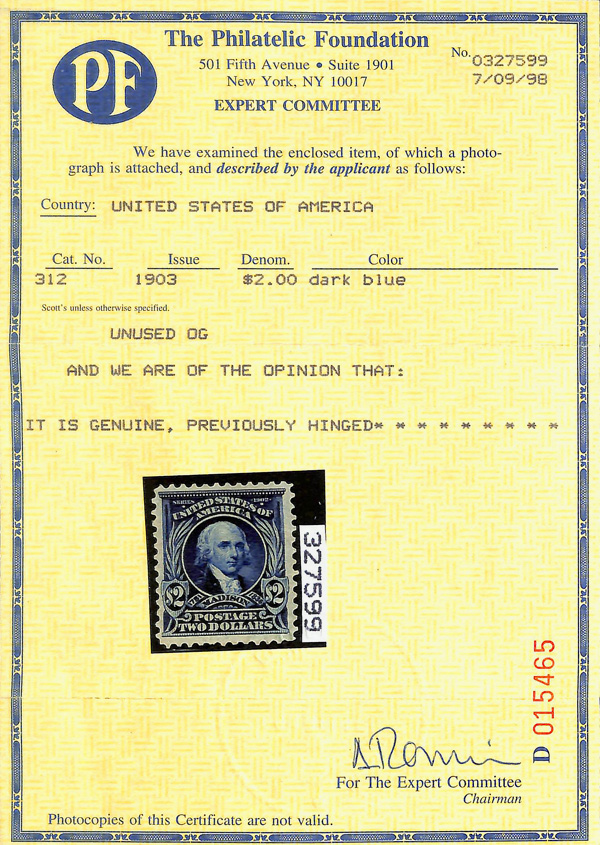 PF
The Philatelic Foundation
501 Fifth Avenue • Suite 1901
New York, NY 10017
EXPERT COMMITTEE
No. 0327599
7/09/98
We have examined the enclosed item, of which a photo-
graph is attached, and described by the applicant as follows:
Country: UNITED STATES OF AMERICA
Cat. No. Issue Denom. Color
312 1903 $2.00 dark blue
Scott's unless otherwise specified.
UNUSED OG
AND WE ARE OF THE OPINION THAT:
IT IS GENUINE, PREVIOUSLY HINGED* * * * * * * * *
SERIES 1902
UNITED STATES OF
AMERICA
$2 $2
MADISON
POSTAGE
TWO DOLLARS
327599
D 015465
For The Expert Committee
Chairman
Photocopies of this Certificate are not valid.